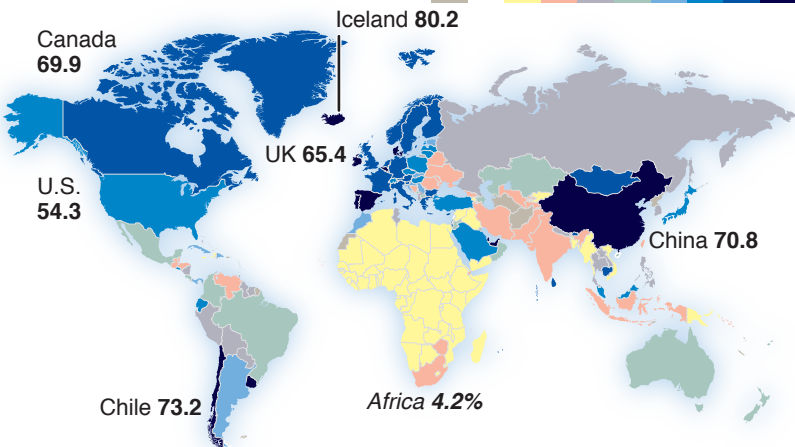 Iceland 80.2
Canada
69.9
UK 65.4
U.S.
54.3
China 70.8
Chile 73.2
Africa 4.2%